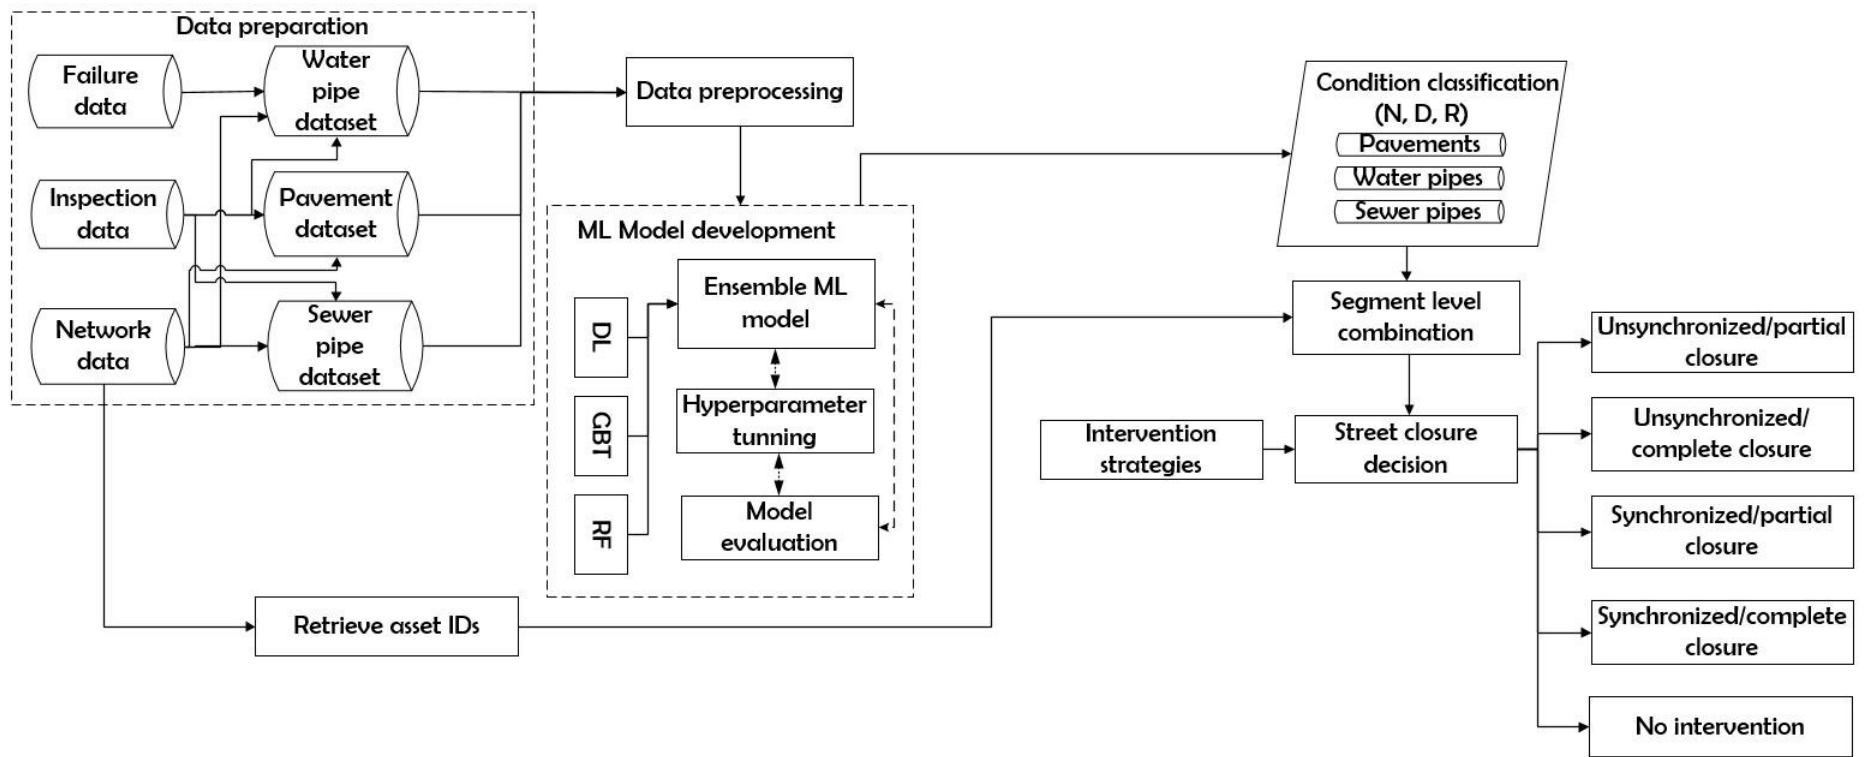 Data preparation
Failure
data
Water
pipe
dataset
Inspection
data
Pavement
dataset
Network
data
Sewer
pipe
dataset
Data preprocessing
ML Model development
DL
GBT
RF
Ensemble ML
model
Hyperparameter
tunning
Model
evaluation
Retrieve asset IDs
Condition classification
(N, D, R)
Pavements
Water pipes
Sewer pipes
Segment level
combination
Intervention
strategies
Street closure
decision
Unsynchronized/partial
closure
Unsynchronized/
complete closure
Synchronized/partial
closure
Synchronized/complete
closure
No intervention